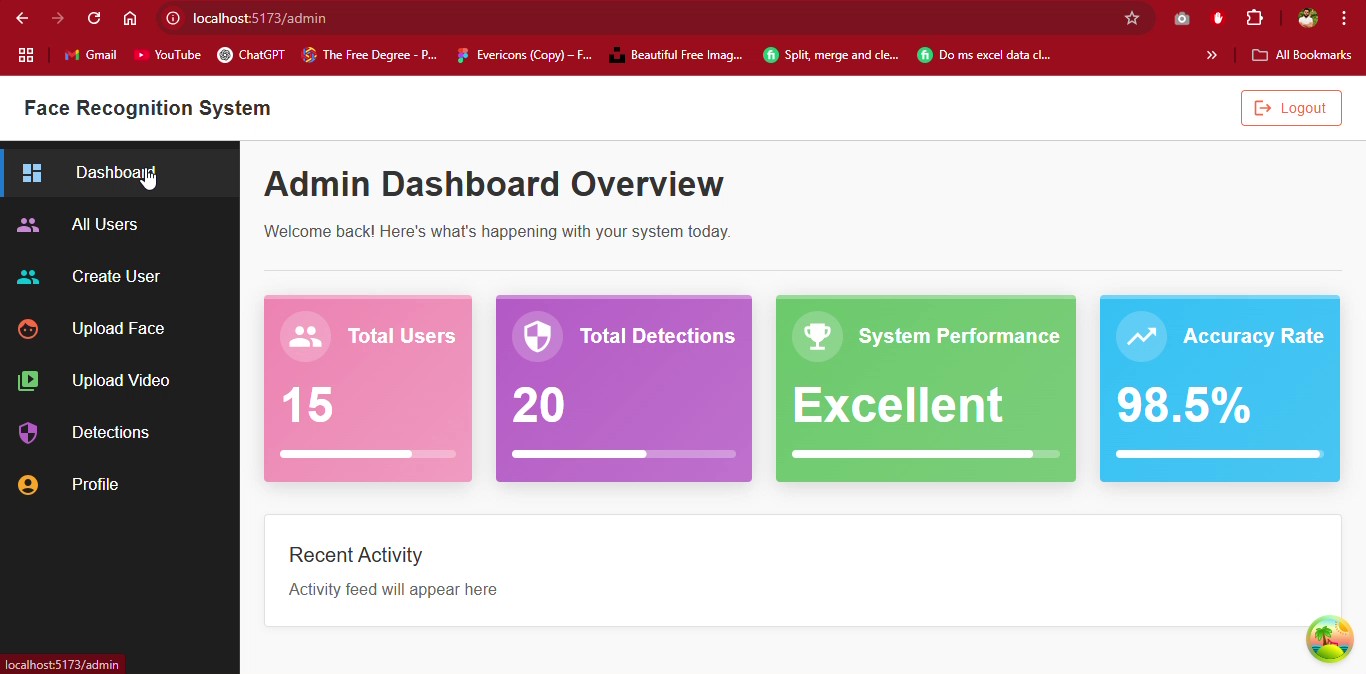 localhost:5173/admin
Gmail YouTube ChatGPT The Free Degree - P... Evericons (Copy) – F... Beautiful Free Imag... Split, merge and cle... Do ms excel data cl... » All Bookmarks
Face Recognition System
Logout
Dashboard
All Users
Create User
Upload Face
Upload Video
Detections
Profile
Admin Dashboard Overview
Welcome back! Here's what's happening with your system today.
Total Users
15
Total Detections
20
System Performance
Excellent
Accuracy Rate
98.5%
Recent Activity
Activity feed will appear here
localhost:5173/admin